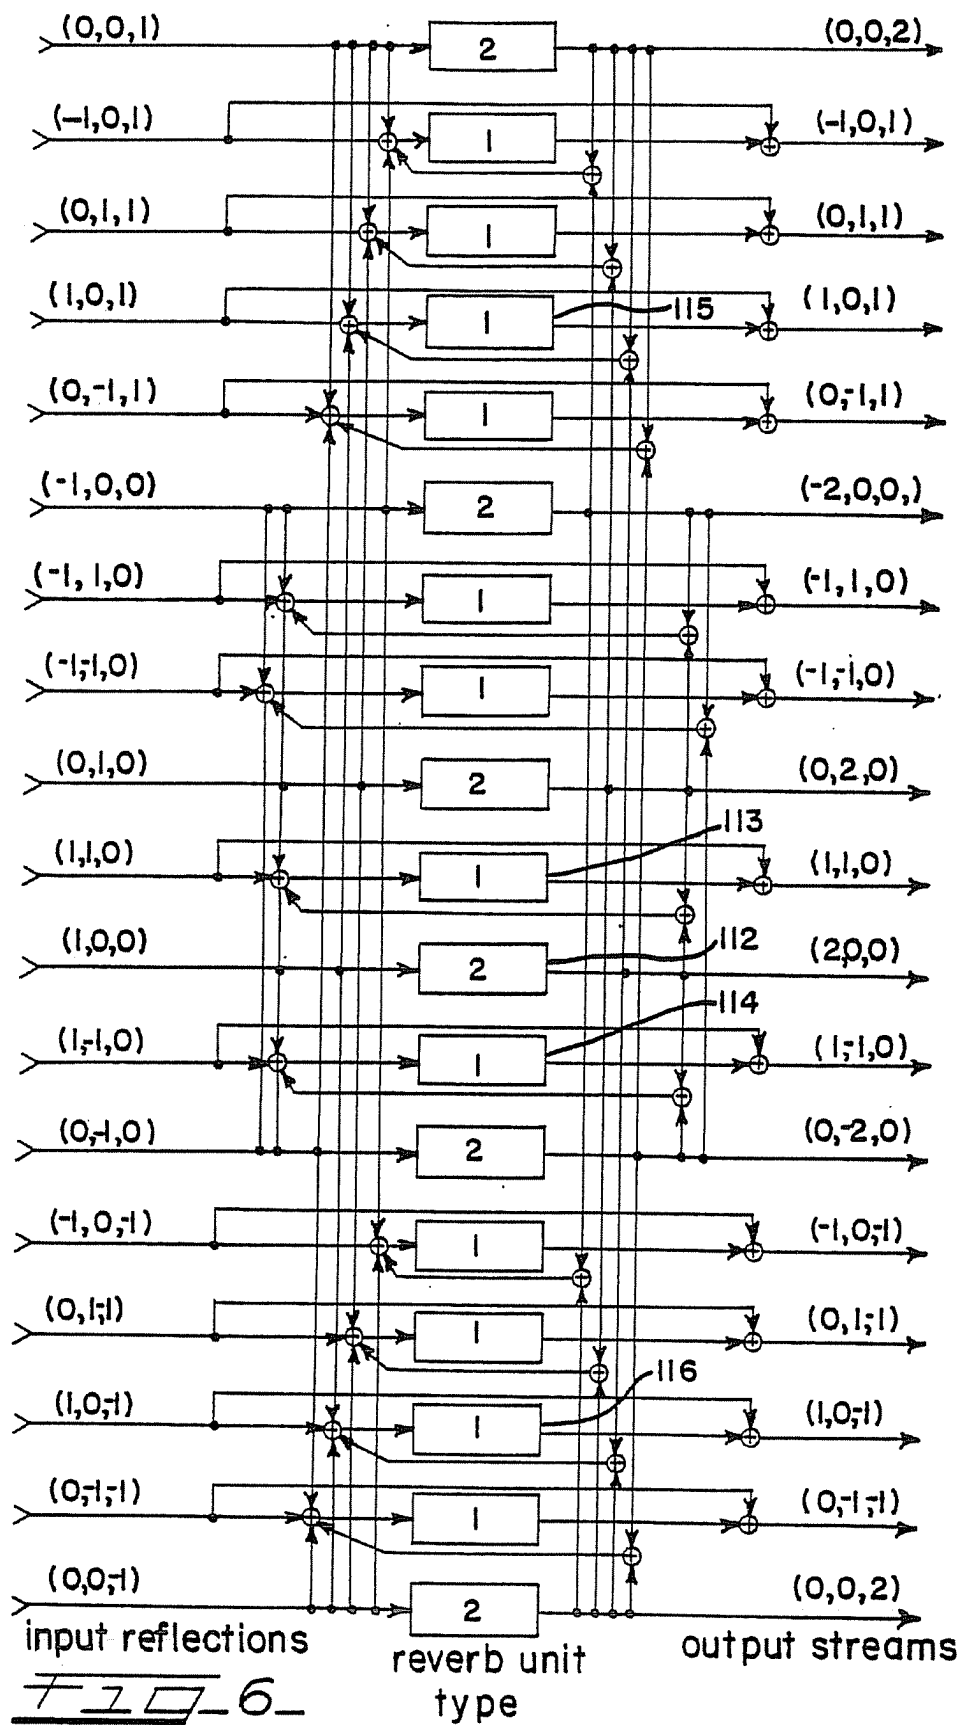 (0,0,1) 2 (0,0,2)
(-1,0,1) 1 (-1,0,1)
(0,1,1) 1 (0,1,1)
(1,0,1) 1 115 (1,0,1)
(0,-1,1) 1 (0,-1,1)
(-1,0,0) 2 (-2,0,0,)
(-1,1,0) 1 (-1,1,0)
(-1,-1,0) 1 (-1,-1,0)
(0,1,0) 2 (0,2,0)
113
(1,1,0) 1 (1,1,0)
(1,0,0) 2 112 (2,0,0)
114
(1,-1,0) 1 (1,-1,0)
(0,-1,0) 2 (0,-2,0)
(-1,0,-1) 1 (-1,0,-1)
(0,1,-1) 1 (0,1,-1)
116
(1,0,-1) 1 (1,0,-1)
(0,-1,-1) 1 (0,-1,-1)
(0,0,-1) 2 (0,0,2)
input reflections reverb unit type output streams
FIG_6_